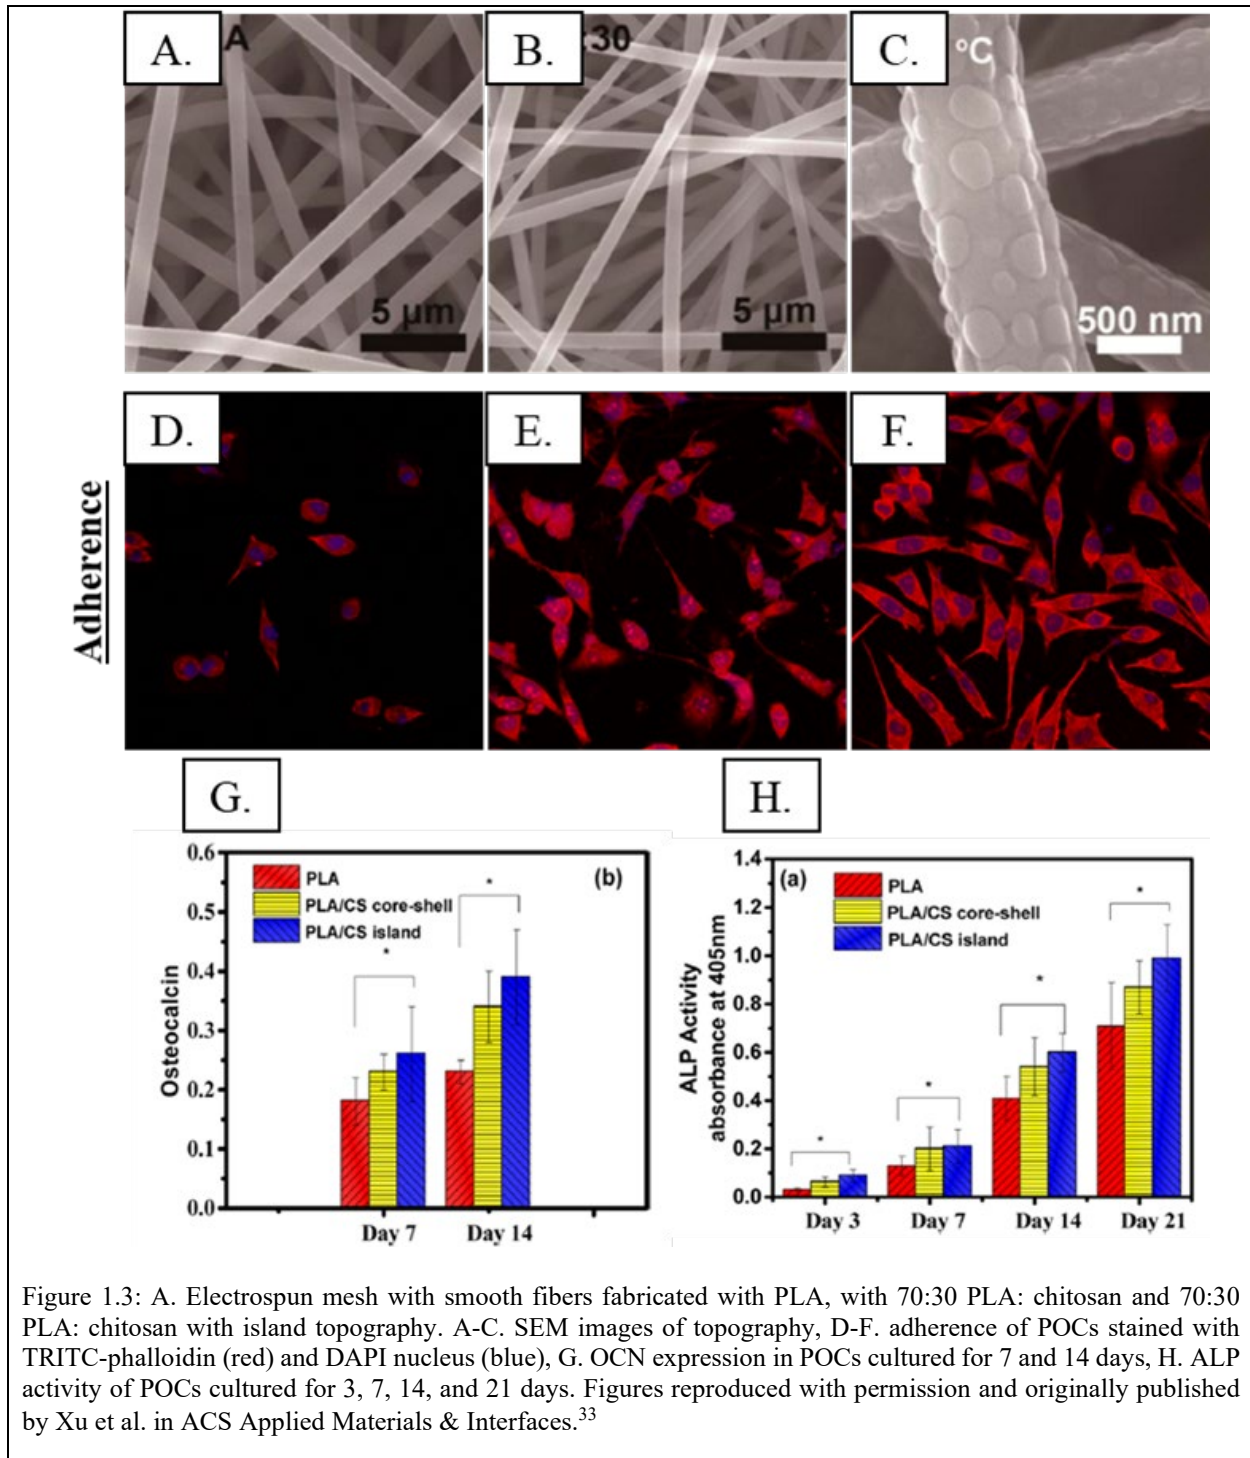 A.
A
B.
:30
C.
°C
5 μm
5 μm
500 nm
D.
E.
F.
Adherence
G.
H.
0.6
0.5
0.4
0.3
0.2
0.1
0.0
Osteocalcin
PLA
PLA/CS core-shell
PLA/CS island
(b)
*
*
Day 7
Day 14
1.4
1.2
1.0
0.8
0.6
0.4
0.2
0.0
ALP Activity
absorbance at 405nm
(a)
PLA
PLA/CS core-shell
PLA/CS island
*
*
*
*
Day 3
Day 7
Day 14
Day 21
Figure 1.3: A. Electrospun mesh with smooth fibers fabricated with PLA, with 70:30 PLA: chitosan and 70:30
PLA: chitosan with island topography. A-C. SEM images of topography, D-F. adherence of POCs stained with
TRITC-phalloidin (red) and DAPI nucleus (blue), G. OCN expression in POCs cultured for 7 and 14 days, H. ALP
activity of POCs cultured for 3, 7, 14, and 21 days. Figures reproduced with permission and originally published
by Xu et al. in ACS Applied Materials & Interfaces.³³